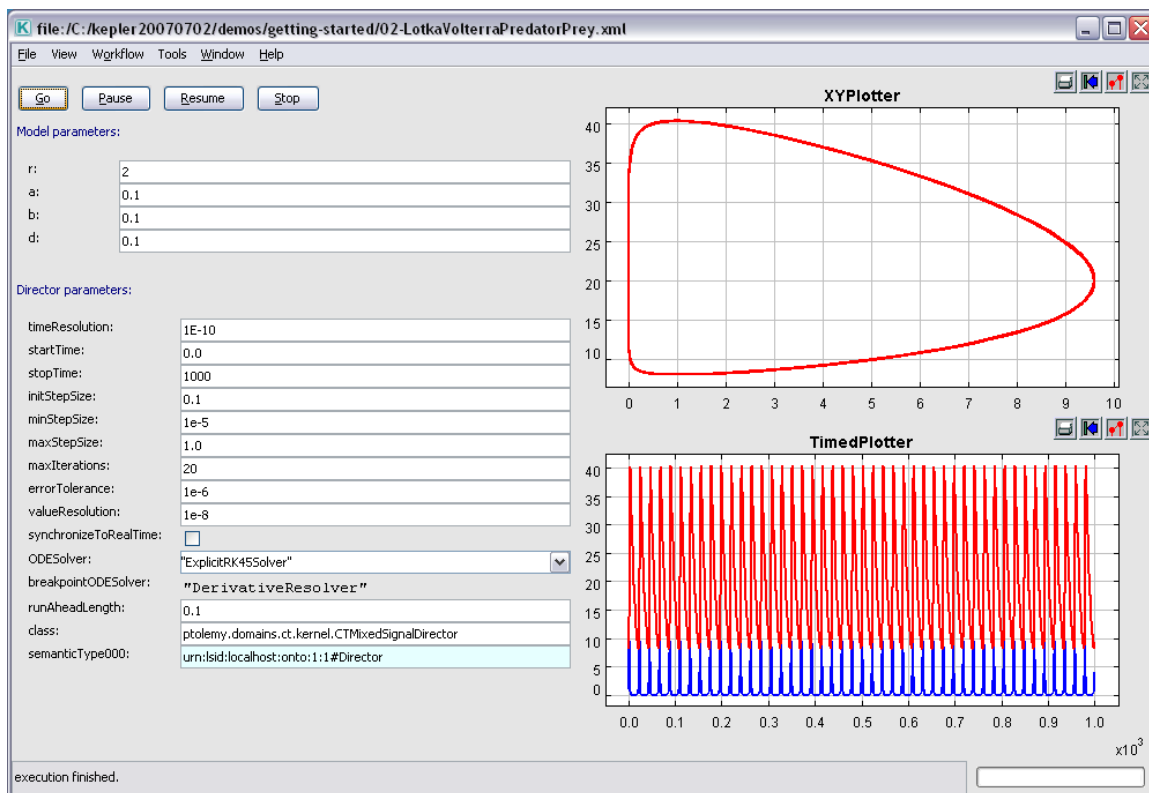 file:/C:/kepler20070702/demos/getting-started/02-LotkaVolterraPredatorPrey.xml
File View Workflow Tools Window Help
Go Pause Resume Stop
Model parameters:
r: 2
a: 0.1
b: 0.1
d: 0.1
Director parameters:
timeResolution: 1E-10
startTime: 0.0
stopTime: 1000
initStepSize: 0.1
minStepSize: 1e-5
maxStepSize: 1.0
maxIterations: 20
errorTolerance: 1e-6
valueResolution: 1e-8
synchronizeToRealTime:
ODESolver: "ExplicitRK45Solver"
breakpointODESolver: "DerivativeResolver"
runAheadLength: 0.1
class: ptolemy.domains.ct.kernel.CTMixedSignalDirector
semanticType000: urn:lsid:localhost:onto:1:1#Director
XYPlotter
40
35
30
25
20
15
10
0 1 2 3 4 5 6 7 8 9 10
TimedPlotter
40
35
30
25
20
15
10
5
0
0.0 0.1 0.2 0.3 0.4 0.5 0.6 0.7 0.8 0.9 1.0
x10³
execution finished.